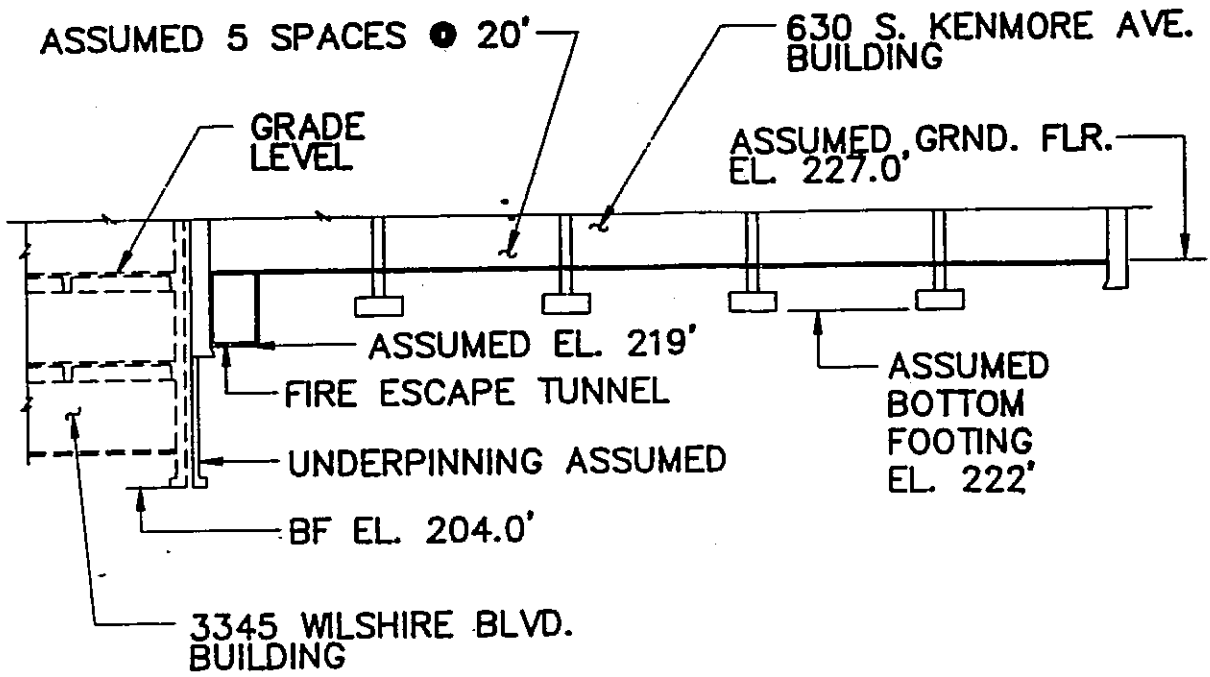 ASSUMED 5 SPACES @ 20'
630 S. KENMORE AVE.
BUILDING
GRADE
LEVEL
ASSUMED GRND. FLR.
EL. 227.0'
ASSUMED EL. 219'
FIRE ESCAPE TUNNEL
ASSUMED
BOTTOM
FOOTING
EL. 222'
UNDERPINNING ASSUMED
BF EL. 204.0'
3345 WILSHIRE BLVD.
BUILDING